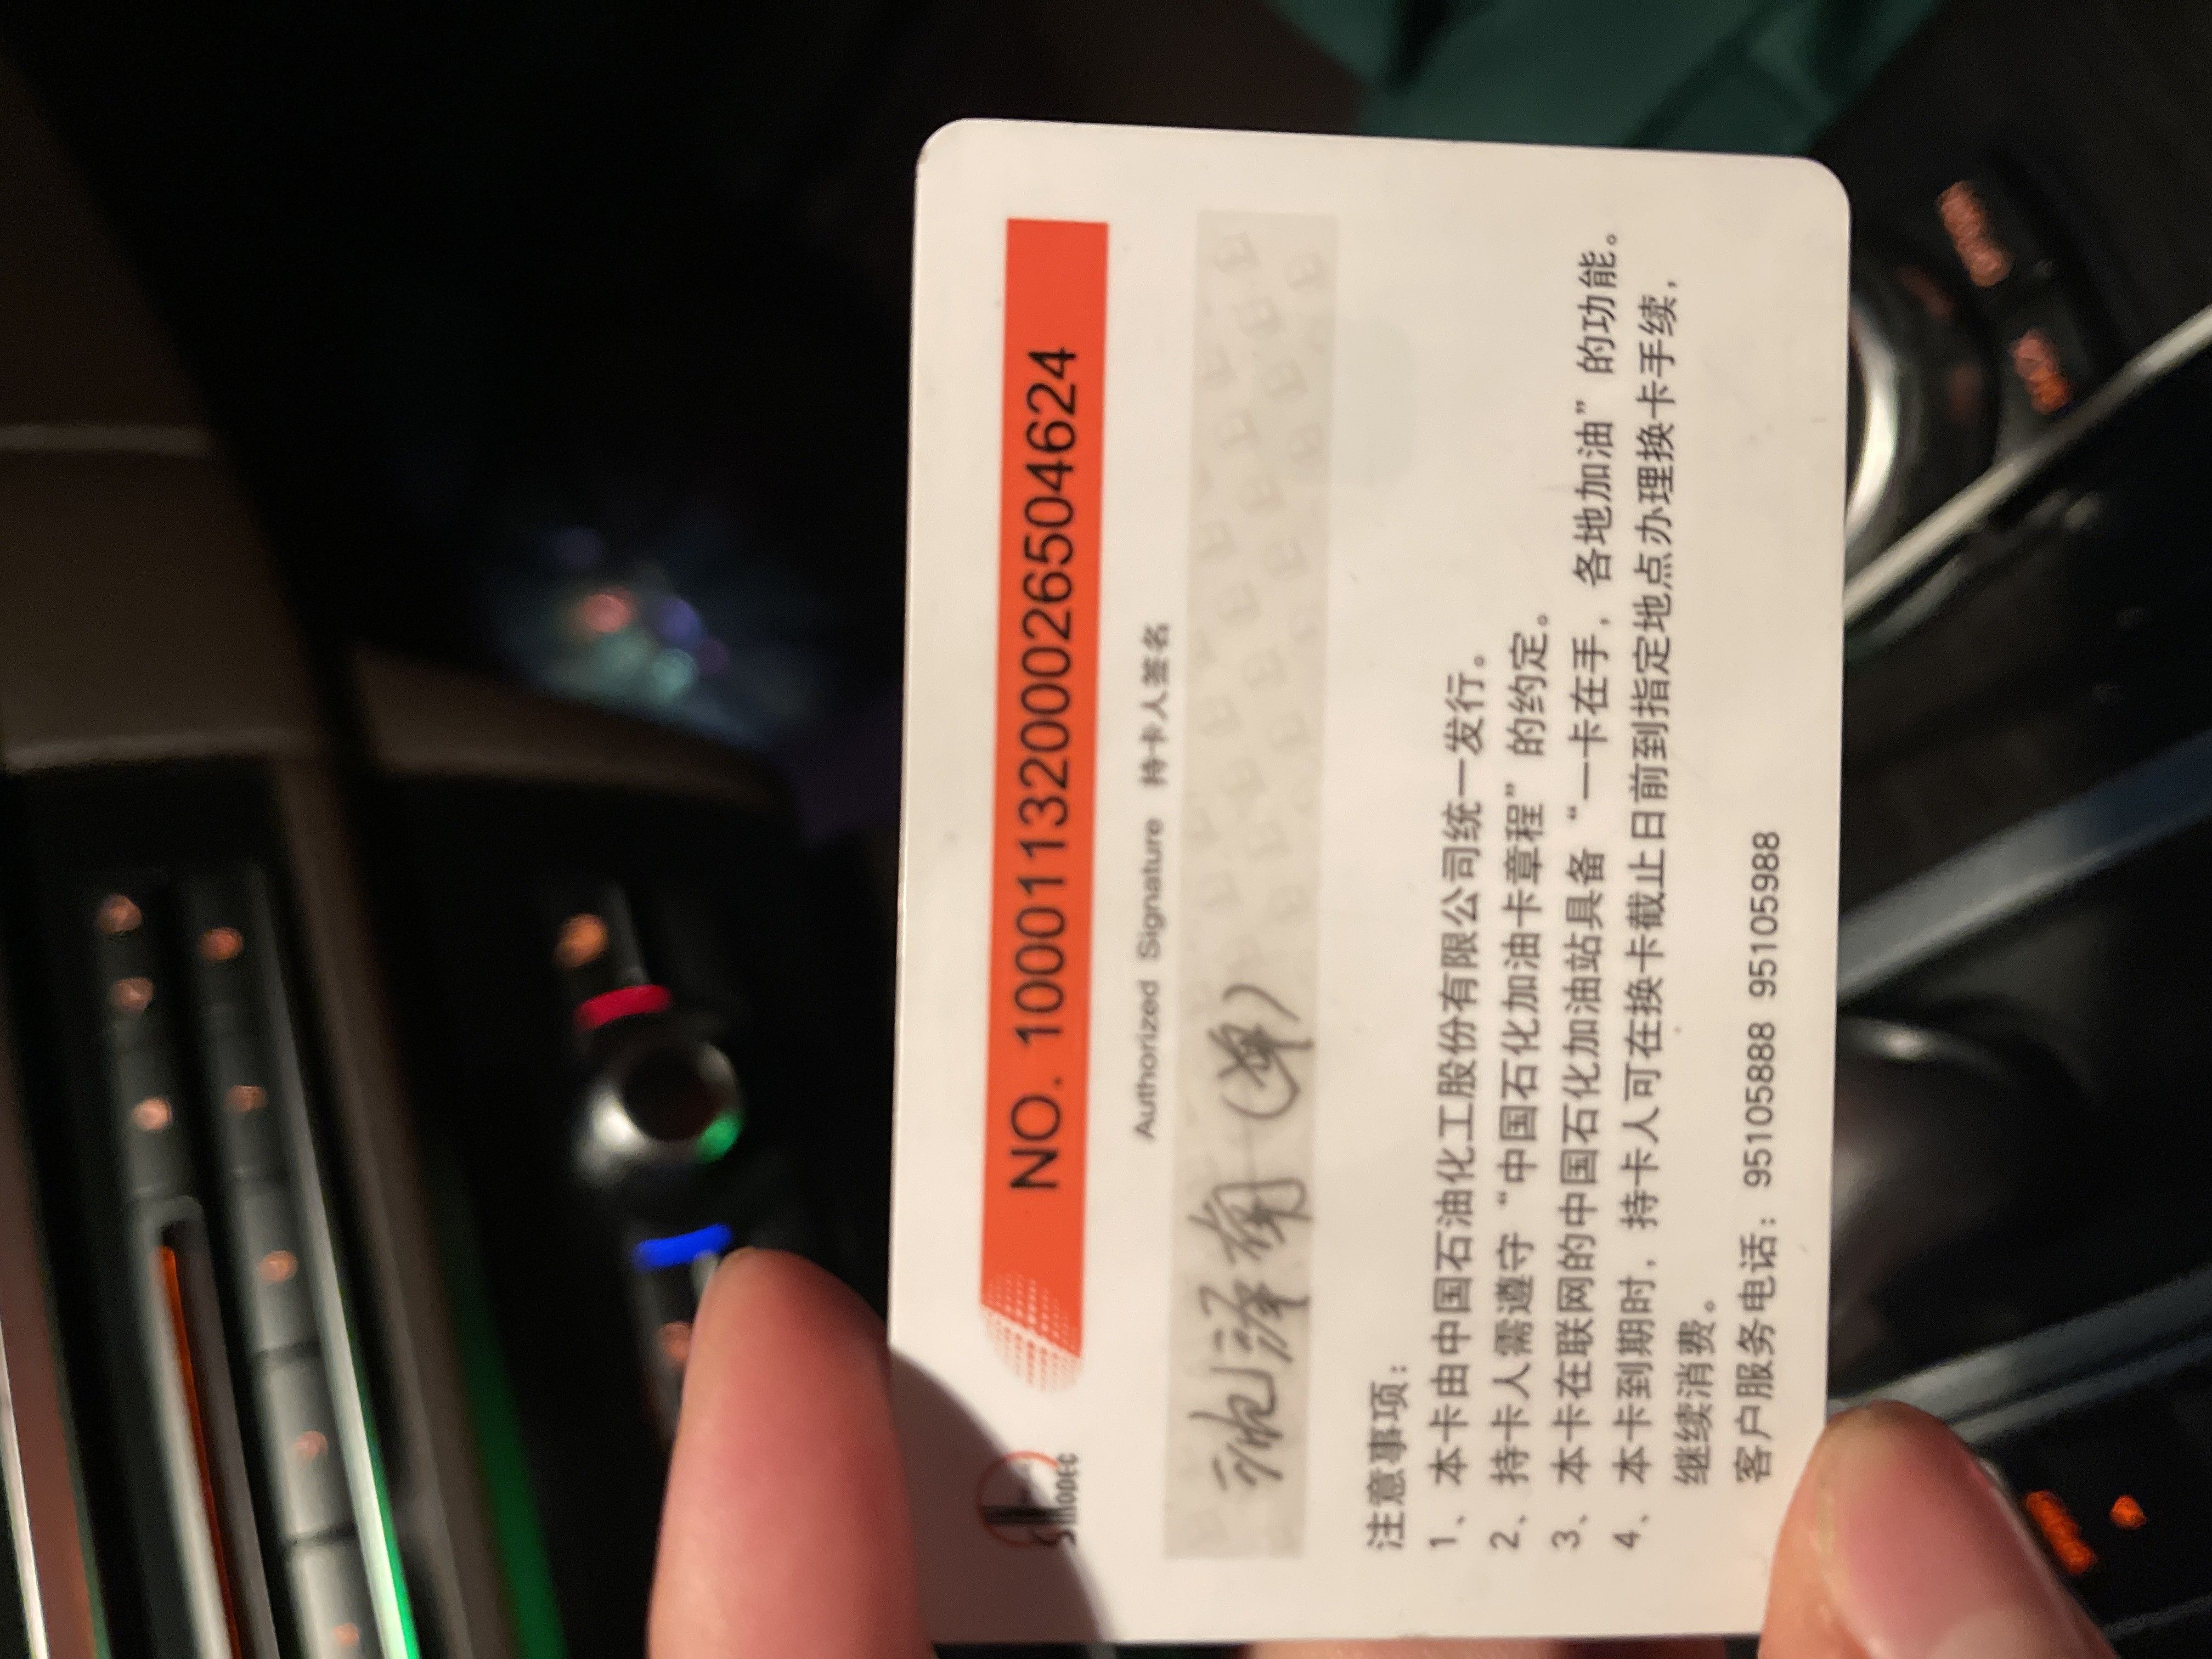 SINOPEC
NO. 1000113200026504624
Authorized Signature 持卡人签名
注意事项：
1、本卡由中国石油化工股份有限公司统一发行。
2、持卡人需遵守“中国石化加油卡章程”的约定。
3、本卡在联网的中国石化加油站具备“一卡在手，各地加油”的功能。
4、本卡到期时，持卡人可在换卡截止日前到指定地点办理换卡手续，
继续消费。
客户服务电话：95105888 95105988